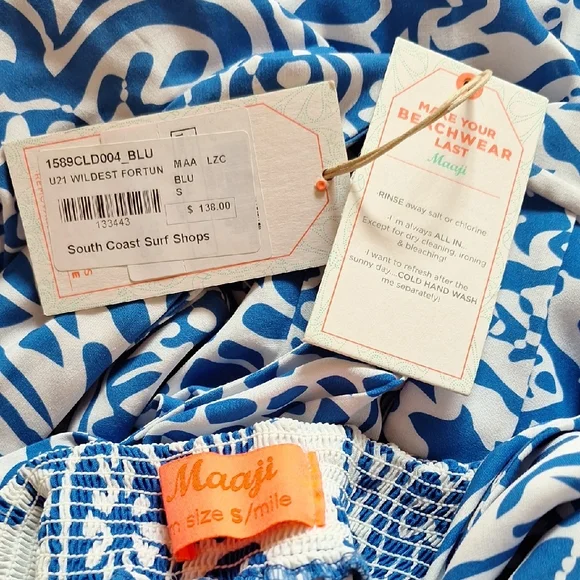 1589CLD004_BLU
U21 WILDEST FORTUN
MAA LZC
BLU
S
$ 138.00
133443
South Coast Surf Shops
MAKE YOUR
BEACHWEAR
LAST
Maaji
-RINSE away salt or chlorine
-I´m always ALL IN...
Except for dry cleaning, ironing
& bleaching!
-I want to refresh after the
sunny day...COLD HAND WASH
me separately!
Maaji
size S/mile